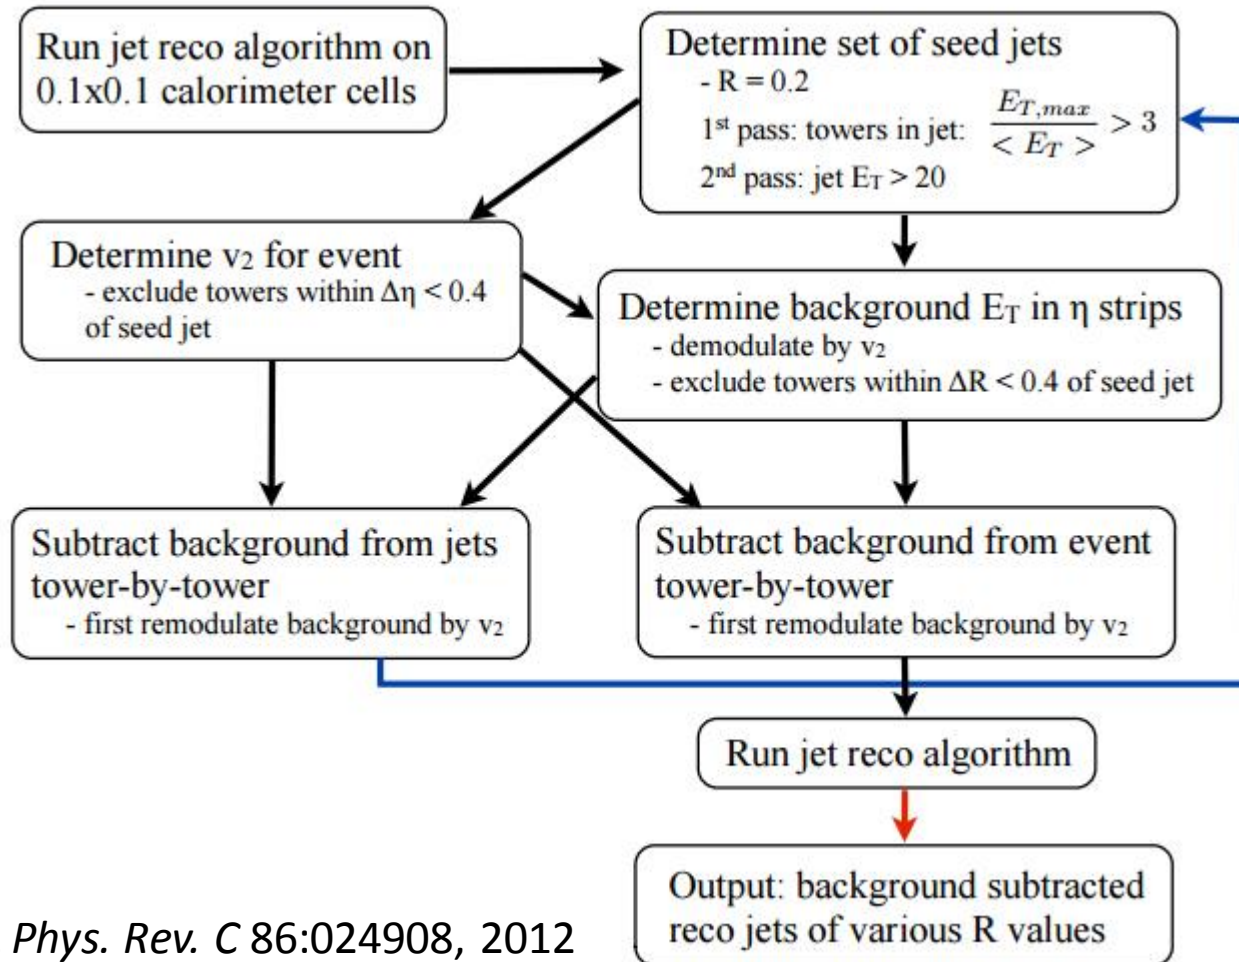 Run jet reco algorithm on
0.1x0.1 calorimeter cells
Determine set of seed jets
- R = 0.2
1st pass: towers in jet: E_{T,max} / < E_T > > 3
2nd pass: jet E_T > 20
Determine v₂ for event
- exclude towers within Δη < 0.4
of seed jet
Determine background E_T in η strips
- demodulate by v₂
- exclude towers within ΔR < 0.4 of seed jet
Subtract background from jets
tower-by-tower
- first remodulate background by v₂
Subtract background from event
tower-by-tower
- first remodulate background by v₂
Run jet reco algorithm
Output: background subtracted
reco jets of various R values
Phys. Rev. C 86:024908, 2012